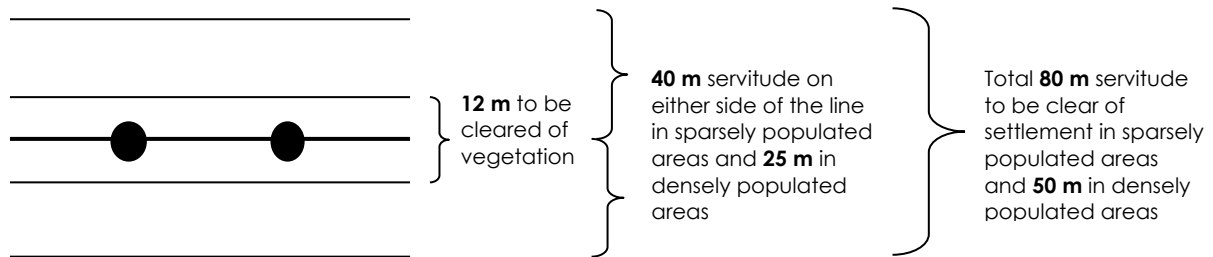 12 m to be
cleared of
vegetation
40 m servitude on
either side of the line
in sparsely populated
areas and 25 m in
densely populated
areas
Total 80 m servitude
to be clear of
settlement in sparsely
populated areas
and 50 m in densely
populated areas